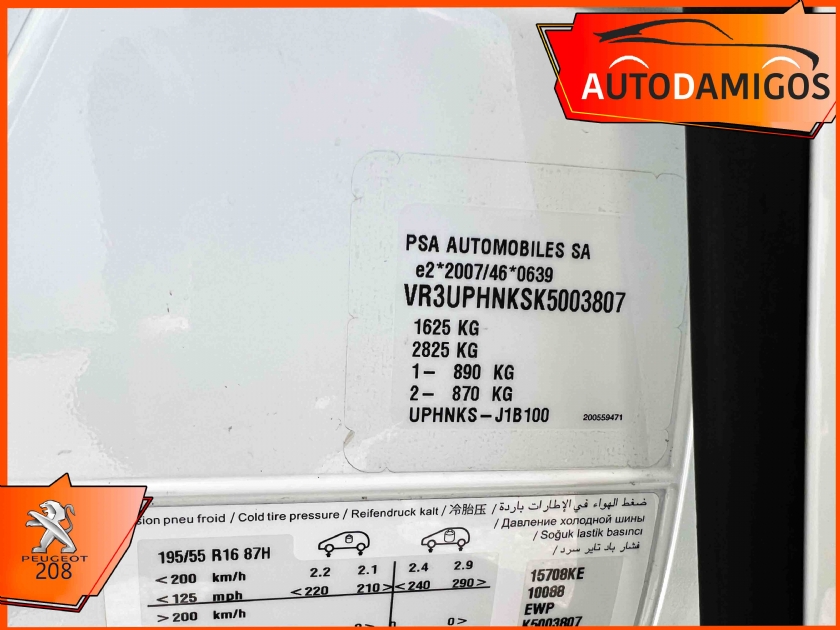 AUTODAMIGOS
PSA AUTOMOBILES SA
e2*2007/46*0639
VR3UPHNKSK5003807
1625 KG
2825 KG
1- 890 KG
2- 870 KG
UPHNKS-J1B100 200559471
sion pneu froid / Cold tire pressure / Reifendruck kalt / 冷胎压 / ضغط الهواء في الإطارات باردة
/ Давление холодной шины
/ Soğuk lastik basıncı
/ فشار باد تایر سرد
195/55 R16 87H
<200 km/h 2.2 2.1 2.4 2.9
<125 mph <220 210> <240 290>
>200 km/h
15708KE
10088
EWP
K5003807
PEUGEOT
208